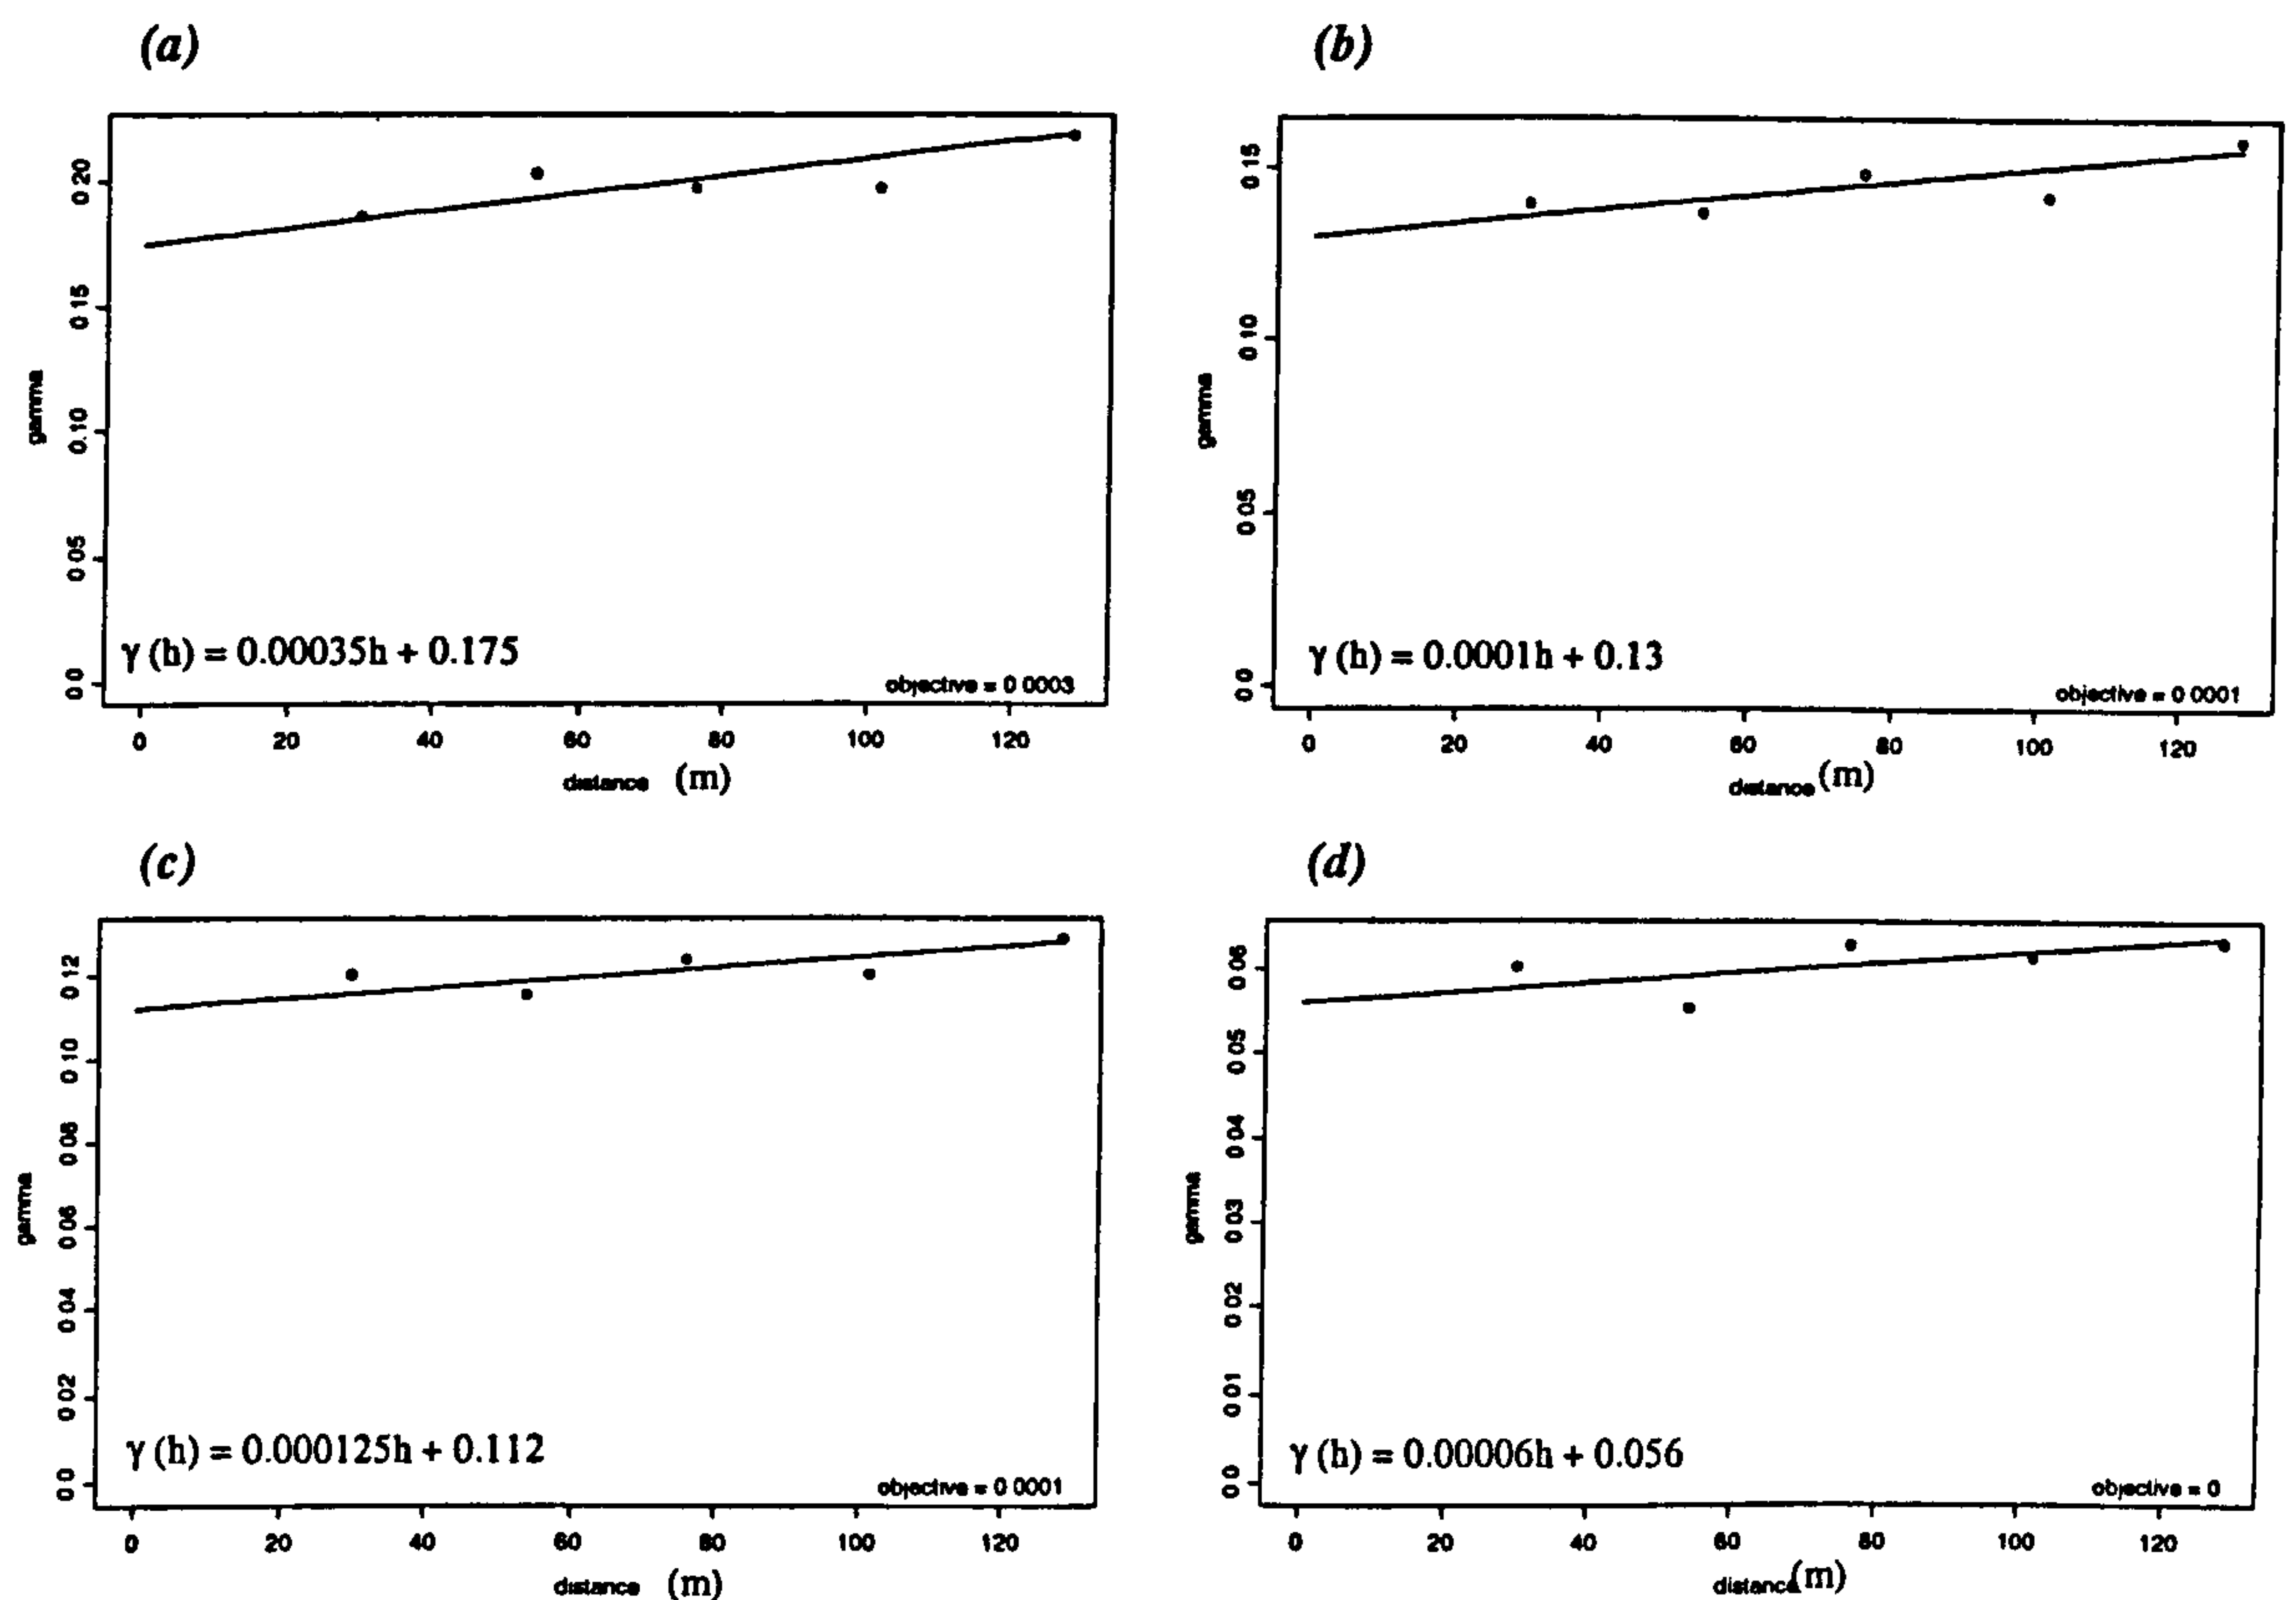 (a)
gamma
0.0 0.05 0.10 0.15 0.20
γ (h) = 0.00035h + 0.175
objective = 0.0003
0 20 40 60 80 100 120
distance (m)
(b)
gamma
0.0 0.05 0.10 0.15
γ (h) = 0.0001h + 0.13
objective = 0.0001
0 20 40 60 80 100 120
distance (m)
(c)
gamma
0.0 0.02 0.04 0.06 0.08 0.10 0.12
γ (h) = 0.000125h + 0.112
objective = 0.0001
0 20 40 60 80 100 120
distance (m)
(d)
gamma
0.0 0.01 0.02 0.03 0.04 0.05 0.06
γ (h) = 0.00006h + 0.056
objective = 0
0 20 40 60 80 100 120
distance (m)